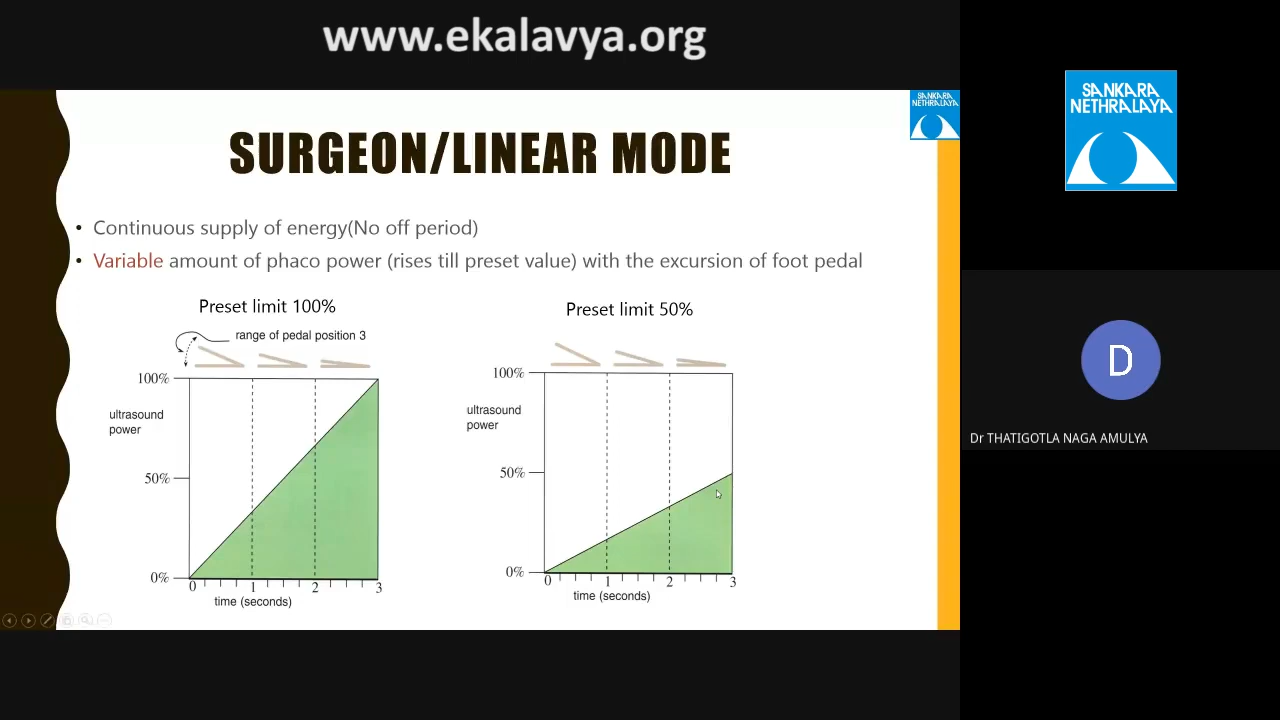 www.ekalavya.org
SANKARA
NETHRALAYA
SURGEON/LINEAR MODE
• Continuous supply of energy(No off period)
• Variable amount of phaco power (rises till preset value) with the excursion of foot pedal
Preset limit 100%
range of pedal position 3
100%
ultrasound
power
50%
0%
0 1 2 3
time (seconds)
Preset limit 50%
100%
ultrasound
power
50%
0%
0 1 2 3
time (seconds)
SANKARA
NETHRALAYA
D
Dr THATIGOTLA NAGA AMULYA